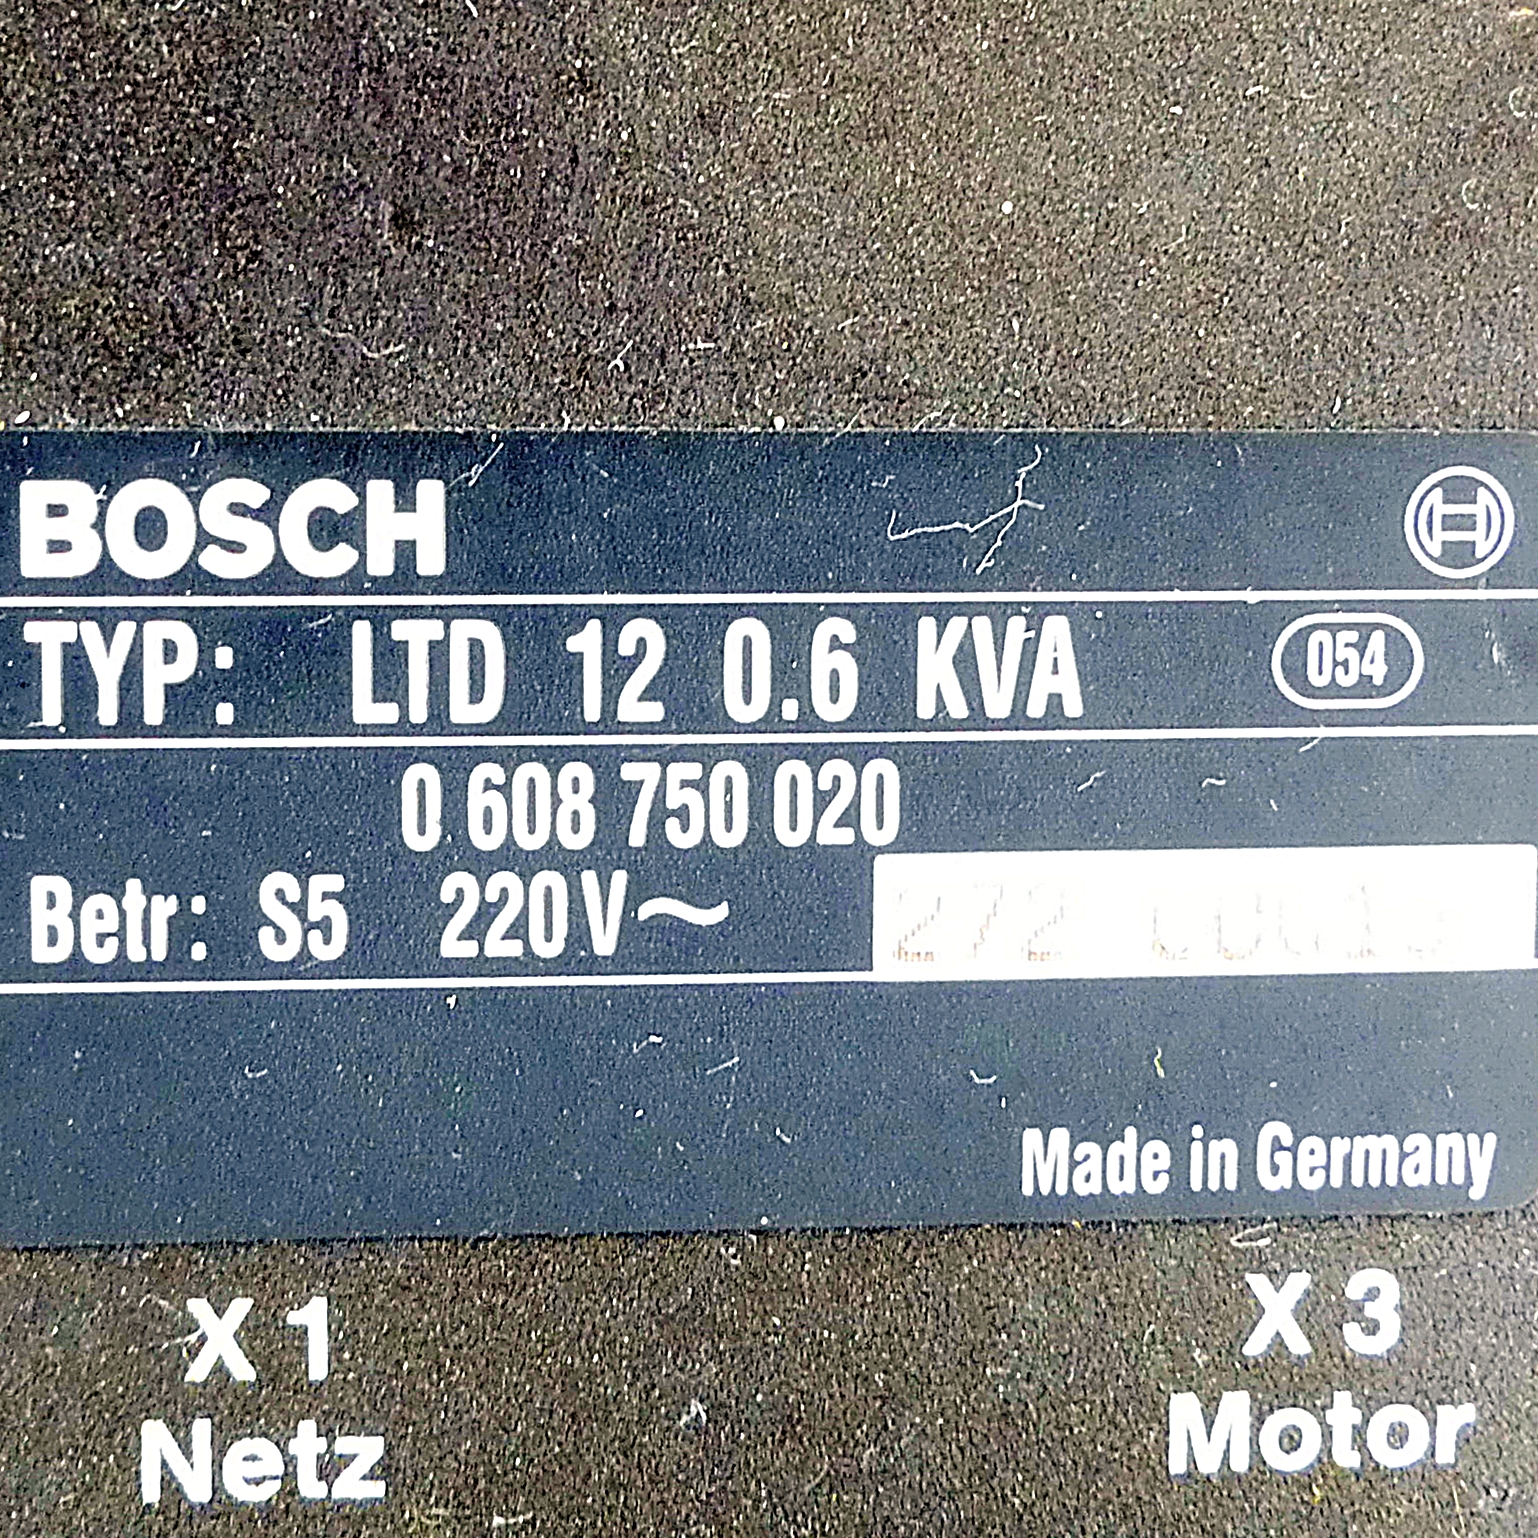 BOSCH
TYP: LTD 12 0.6 KVA 054
0 608 750 020
Betr: S5 220V~
Made in Germany
X 1 X 3
Netz Motor